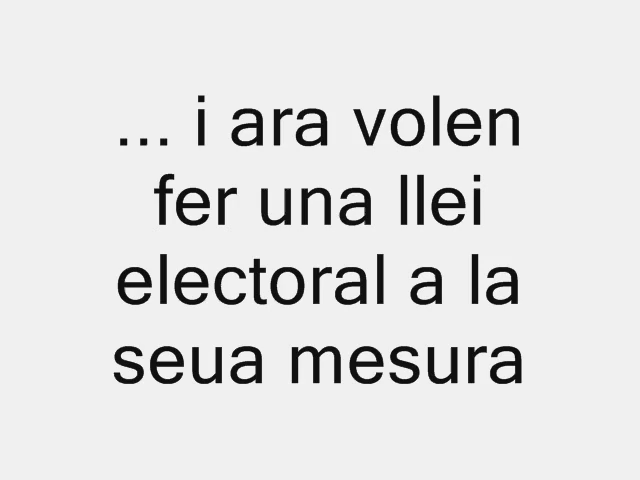 ... i ara volen
fer una llei
electoral a la
seua mesura